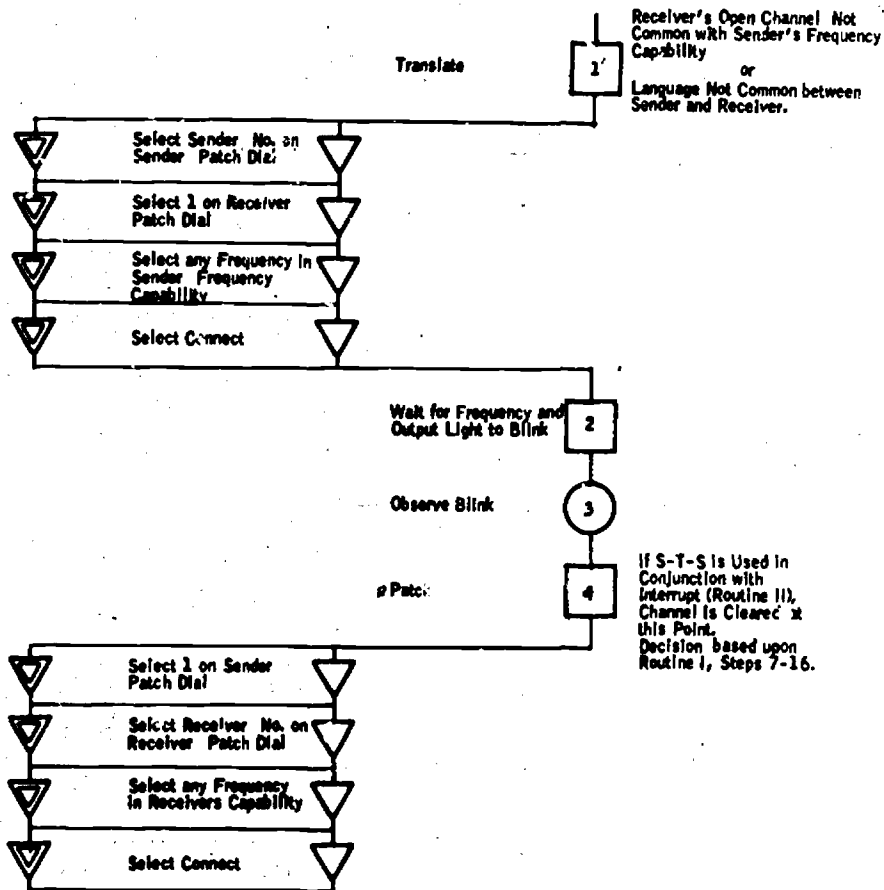 Receiver's Open Channel Not
Common with Sender's Frequency
Capability
or
Language Not Common between
Sender and Receiver.
Translate
1
Select Sender No. on
Sender Patch Dial
Select 1 on Receiver
Patch Dial
Select any Frequency in
Sender Frequency
Capability
Select Connect
Wait for Frequency and
Output Light to Blink
2
Observe Blink
3
Patch
4
If S-T-S is Used in
Conjunction with
Interrupt (Routine II),
Channel is Cleared at
this Point.
Decision based upon
Routine I, Steps 7-16.
Select 1 on Sender
Patch Dial
Select Receiver No. on
Receiver Patch Dial
Select any Frequency
in Receivers Capability
Select Connect